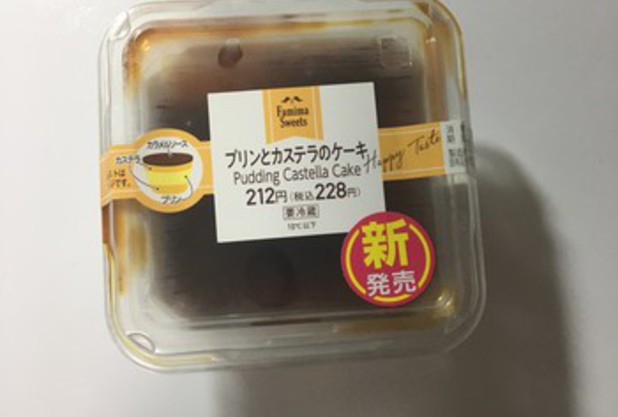 Famima
Sweets
プリンとカステラのケーキ
Pudding Castella Cake
212円(税込228円)
要冷蔵
10℃以下
Happy Taste
カラメルソース
カステラ
プリン
新
発売